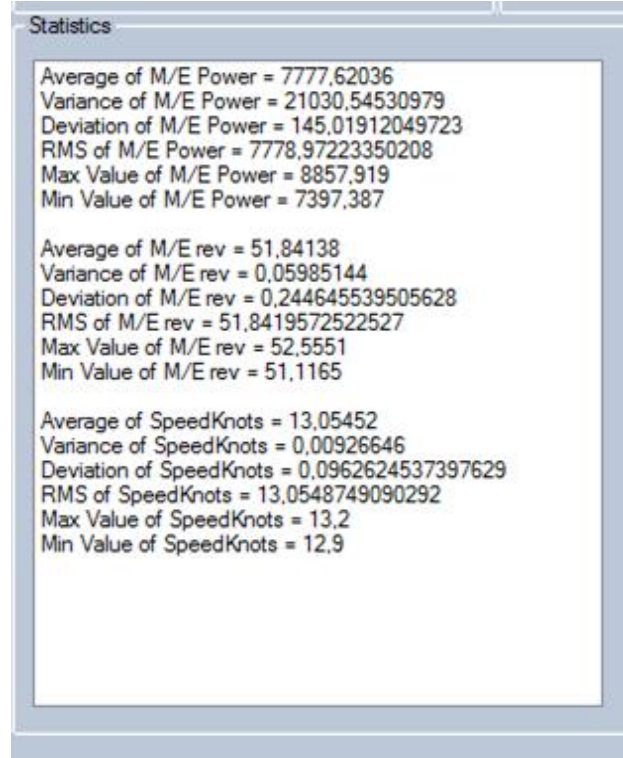 Statistics
Average of M/E Power = 7777,62036
Variance of M/E Power = 21030,54530979
Deviation of M/E Power = 145,01912049723
RMS of M/E Power = 7778,97223350208
Max Value of M/E Power = 8857,919
Min Value of M/E Power = 7397,387
Average of M/E rev = 51,84138
Variance of M/E rev = 0,05985144
Deviation of M/E rev = 0,244645539505628
RMS of M/E rev = 51,8419572522527
Max Value of M/E rev = 52,5551
Min Value of M/E rev = 51,1165
Average of SpeedKnots = 13,05452
Variance of SpeedKnots = 0,00926646
Deviation of SpeedKnots = 0,0962624537397629
RMS of SpeedKnots = 13,0548749090292
Max Value of SpeedKnots = 13,2
Min Value of SpeedKnots = 12,9